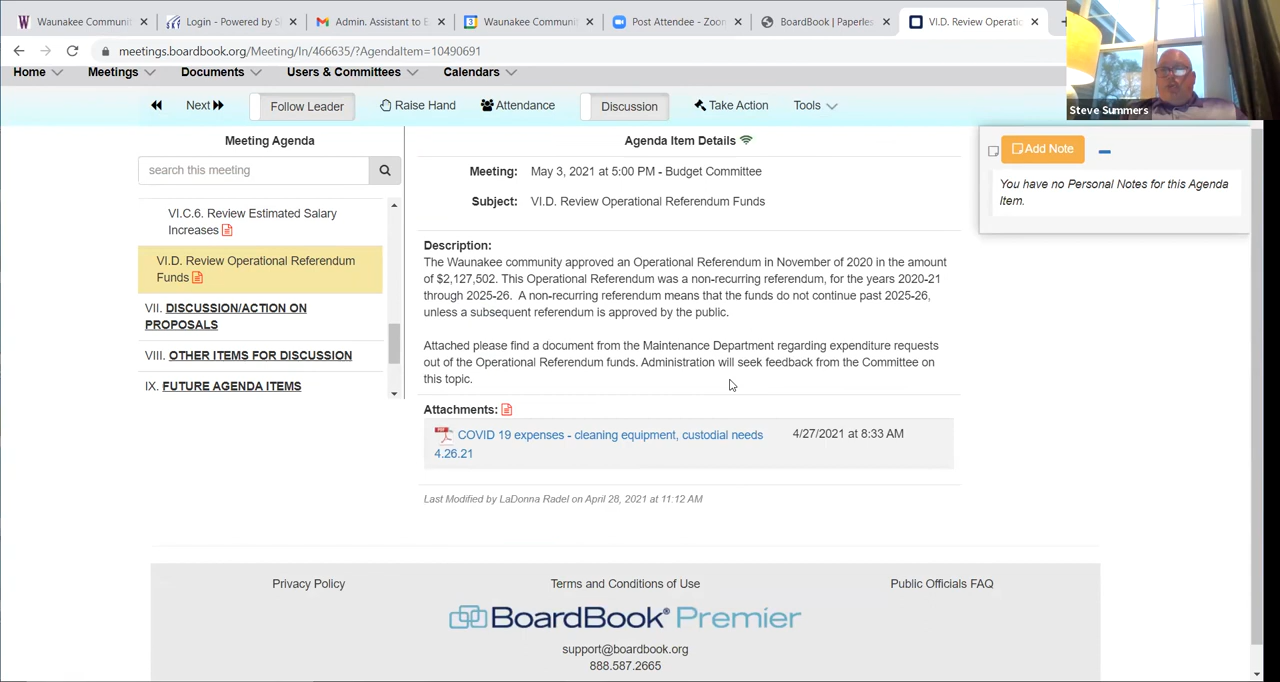 Waunakee Commun
Login - Powered by S
Admin. Assistant to E
Waunakee Commun
Post Attendee - Zoom
BoardBook | Paperles
VI.D. Review Operatio
meetings.boardbook.org/Meeting/In/466635/?AgendaItem=10490691
Home
Meetings
Documents
Users & Committees
Calendars
Steve Summers
Next
Follow Leader
Raise Hand
Attendance
Discussion
Take Action
Tools
Meeting Agenda
search this meeting
VI.C.6. Review Estimated Salary
Increases
VI.D. Review Operational Referendum
Funds
VII. DISCUSSION/ACTION ON
PROPOSALS
VIII. OTHER ITEMS FOR DISCUSSION
IX. FUTURE AGENDA ITEMS
Agenda Item Details
Meeting: May 3, 2021 at 5:00 PM - Budget Committee
Subject: VI.D. Review Operational Referendum Funds
Description:
The Waunakee community approved an Operational Referendum in November of 2020 in the amount
of $2,127,502. This Operational Referendum was a non-recurring referendum, for the years 2020-21
through 2025-26. A non-recurring referendum means that the funds do not continue past 2025-26,
unless a subsequent referendum is approved by the public.
Attached please find a document from the Maintenance Department regarding expenditure requests
out of the Operational Referendum funds. Administration will seek feedback from the Committee on
this topic.
Attachments:
PDF
COVID 19 expenses - cleaning equipment, custodial needs
4.26.21
4/27/2021 at 8:33 AM
Last Modified by LaDonna Radel on April 28, 2021 at 11:12 AM
Add Note
You have no Personal Notes for this Agenda
Item.
Privacy Policy
Terms and Conditions of Use
Public Officials FAQ
BoardBook® Premier
support@boardbook.org
888.587.2665